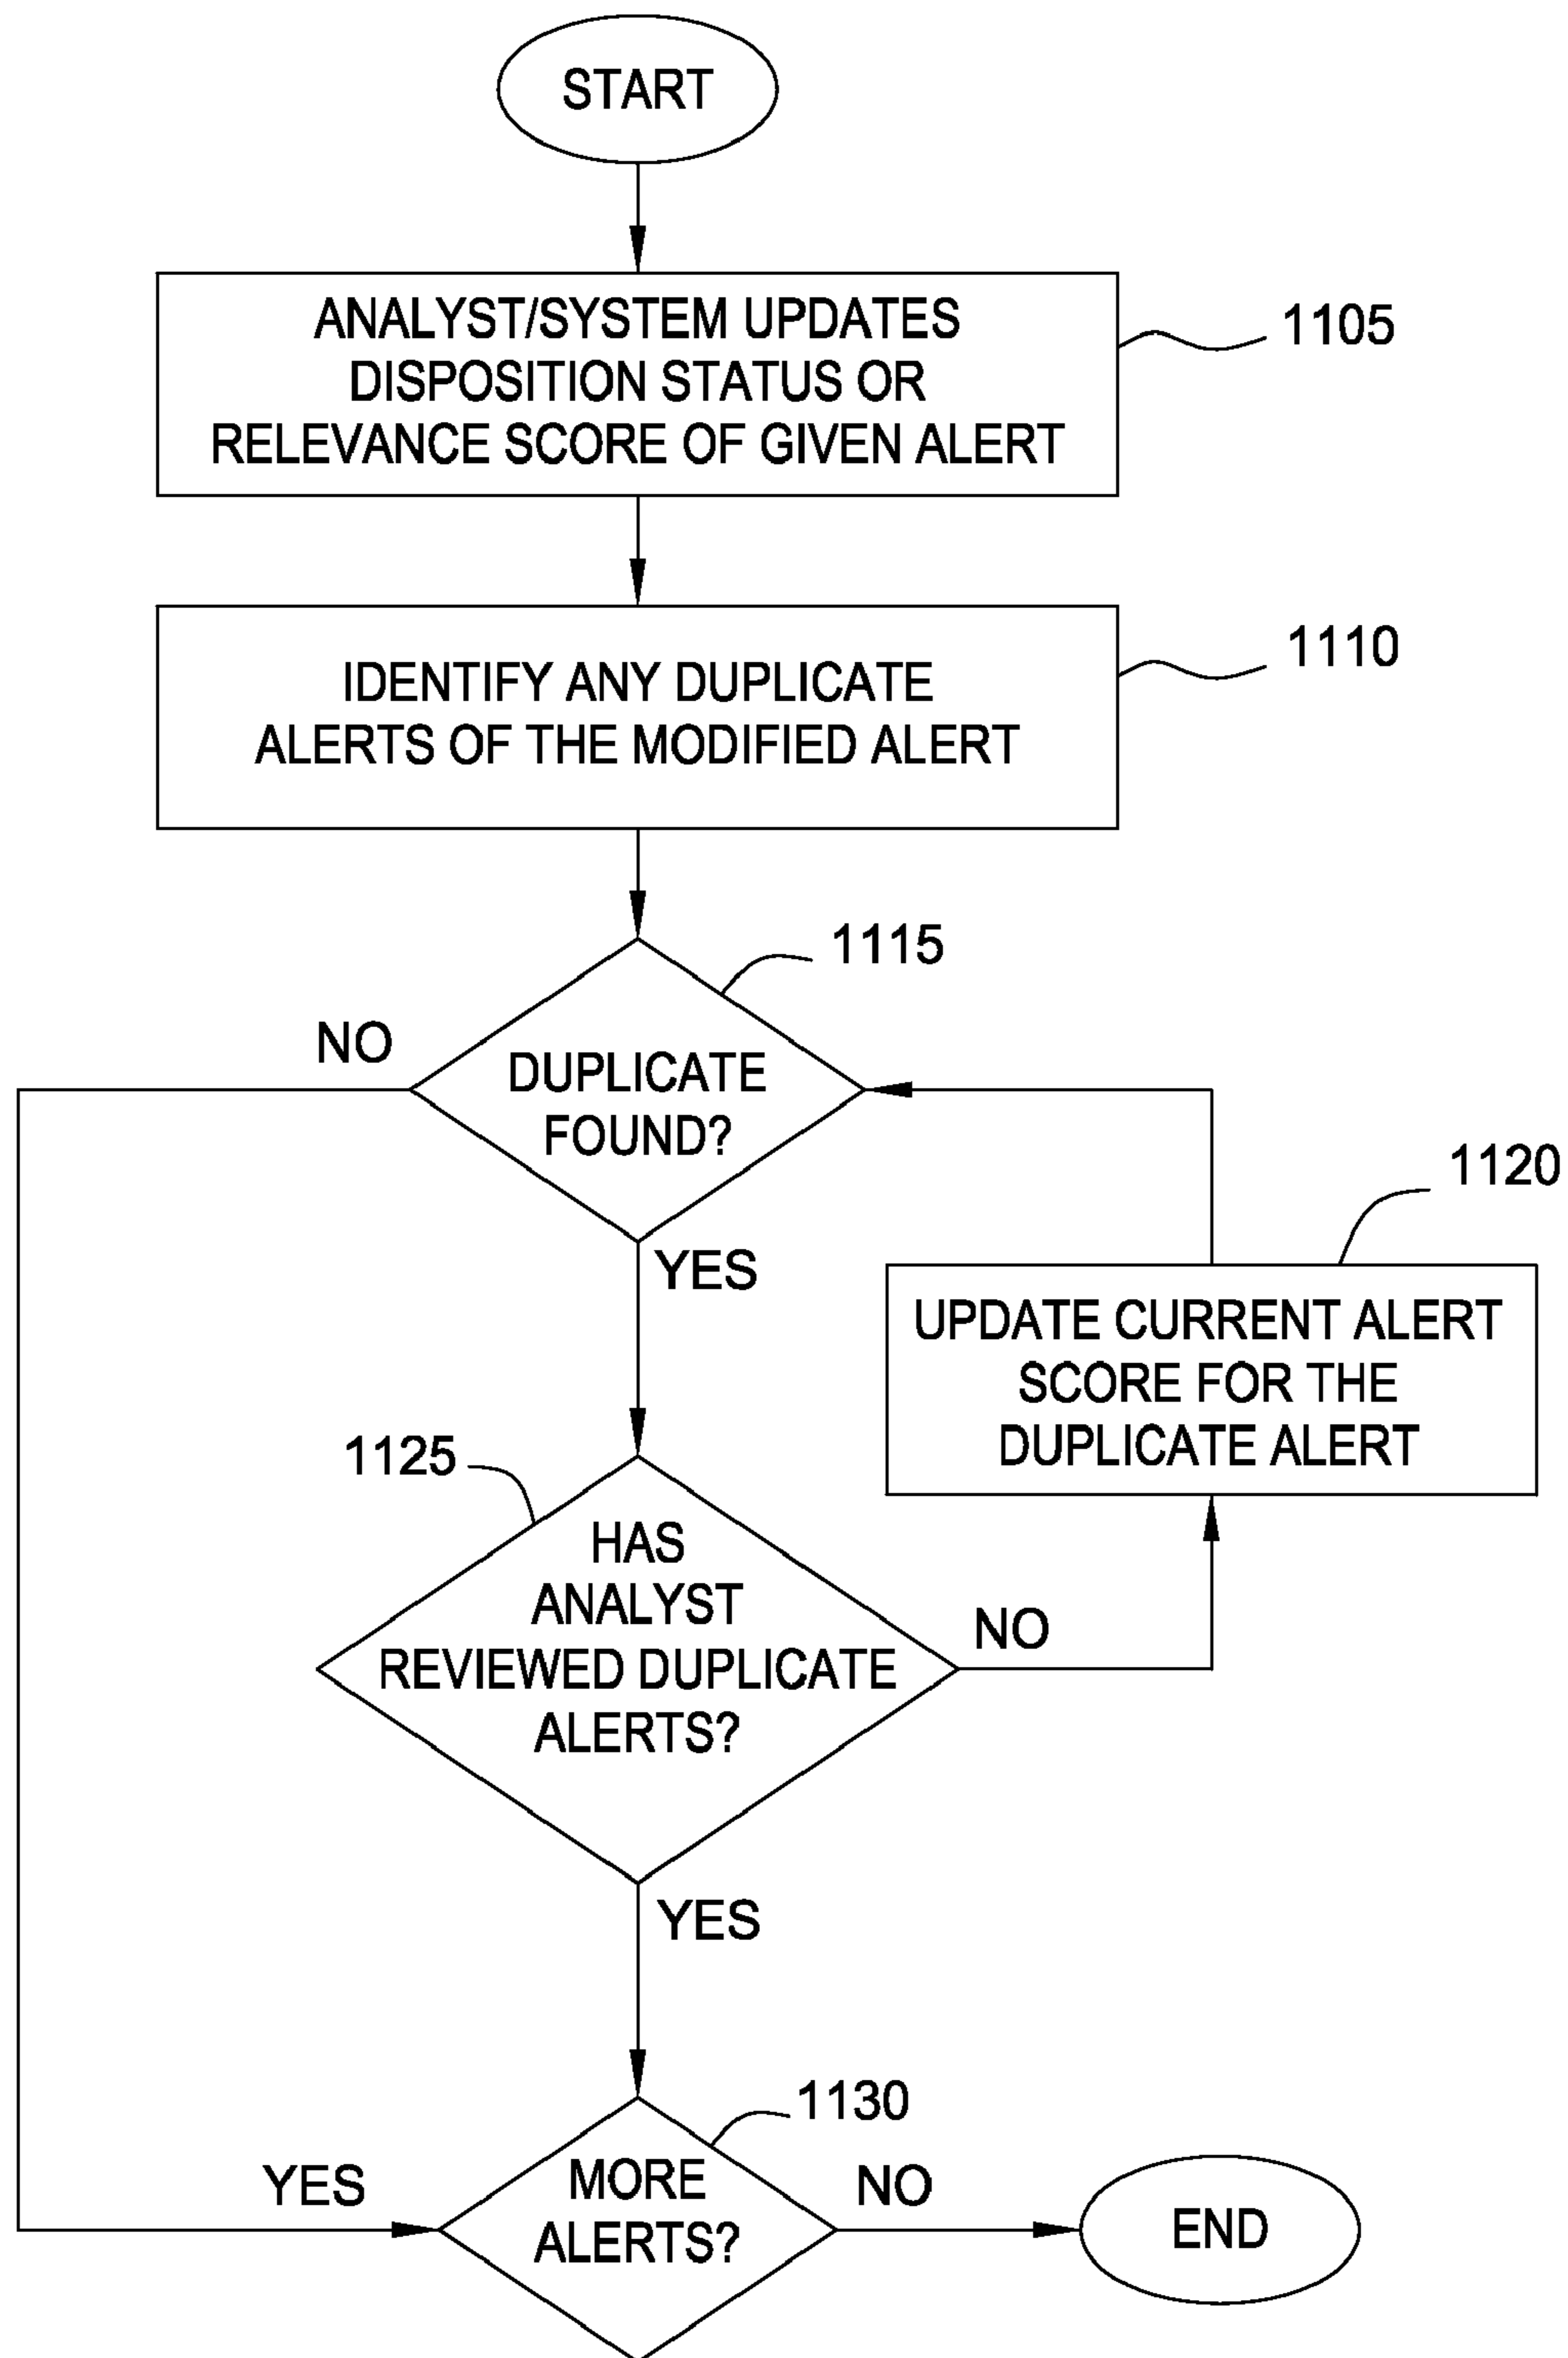 START
ANALYST/SYSTEM UPDATES
DISPOSITION STATUS OR
RELEVANCE SCORE OF GIVEN ALERT
1105
IDENTIFY ANY DUPLICATE
ALERTS OF THE MODIFIED ALERT
1110
1115
NO
DUPLICATE
FOUND?
YES
1120
UPDATE CURRENT ALERT
SCORE FOR THE
DUPLICATE ALERT
1125
HAS
ANALYST
REVIEWED DUPLICATE
ALERTS?
NO
YES
1130
YES
MORE
ALERTS?
NO
END